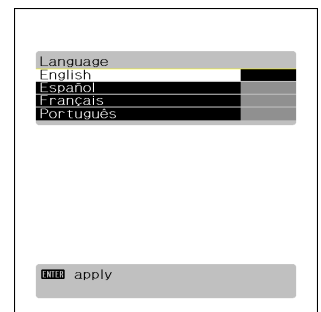 Language
English
Español
Français
Português
ENTER apply